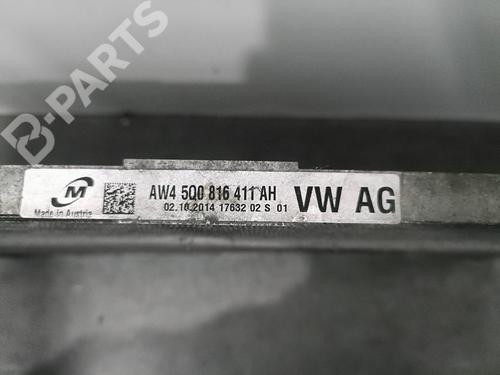 B-PARTS
M
Made in Austria
AW4 5Q0 816 411 AH
02.10.2014 17632 02 S 01
VW AG